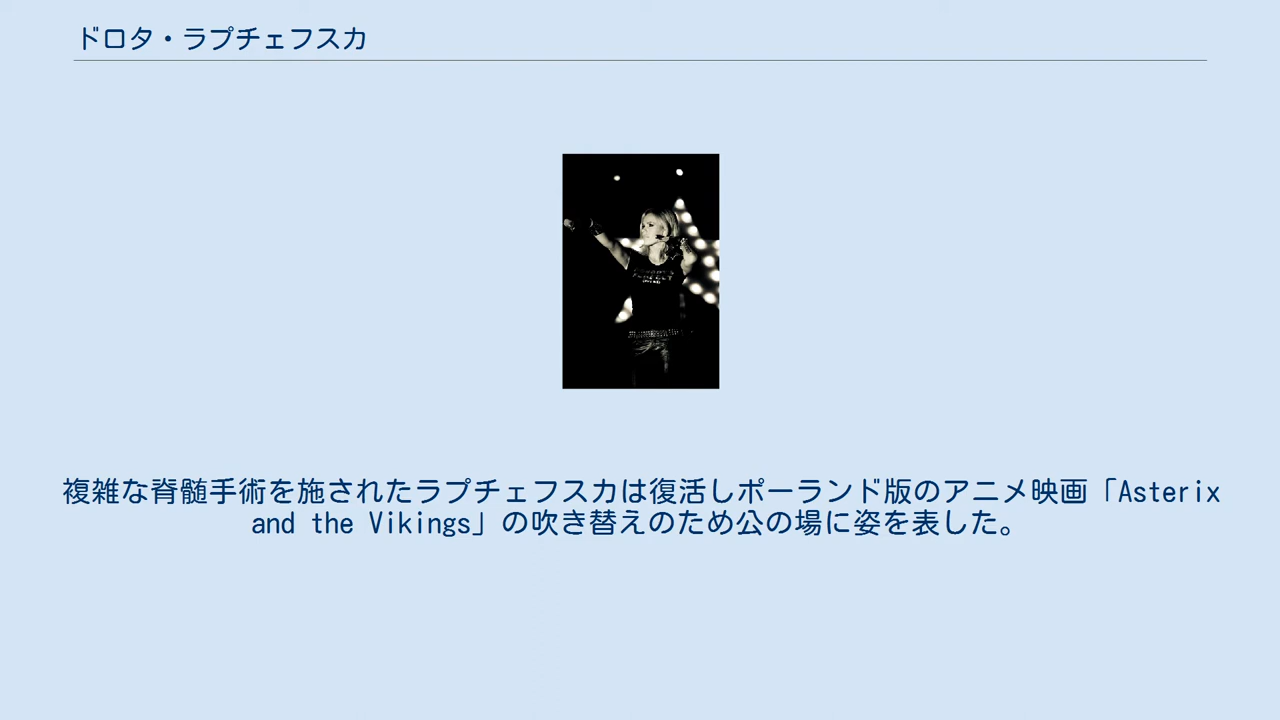 ドロタ・ラプチェフスカ
複雑な脊髄手術を施されたラプチェフスカは復活しポーランド版のアニメ映画「Asterix
and the Vikings」の吹き替えのため公の場に姿を表した。